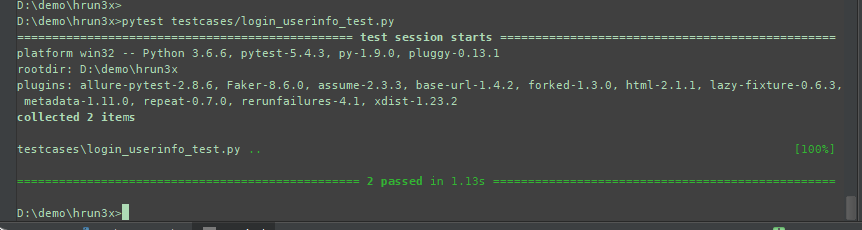 D:\demo\hrun3x>
D:\demo\hrun3x>pytest testcases/login_userinfo_test.py
================================================= test session starts =============================================
platform win32 -- Python 3.6.6, pytest-5.4.3, py-1.9.0, pluggy-0.13.1
rootdir: D:\demo\hrun3x
plugins: allure-pytest-2.8.6, Faker-8.6.0, assume-2.3.3, base-url-1.4.2, forked-1.3.0, html-2.1.1, lazy-fixture-0.6.3,
metadata-1.11.0, repeat-0.7.0, rerunfailures-4.1, xdist-1.23.2
collected 2 items
testcases\login_userinfo_test.py .. [100%]
============================================== 2 passed in 1.13s ==============================================
D:\demo\hrun3x>